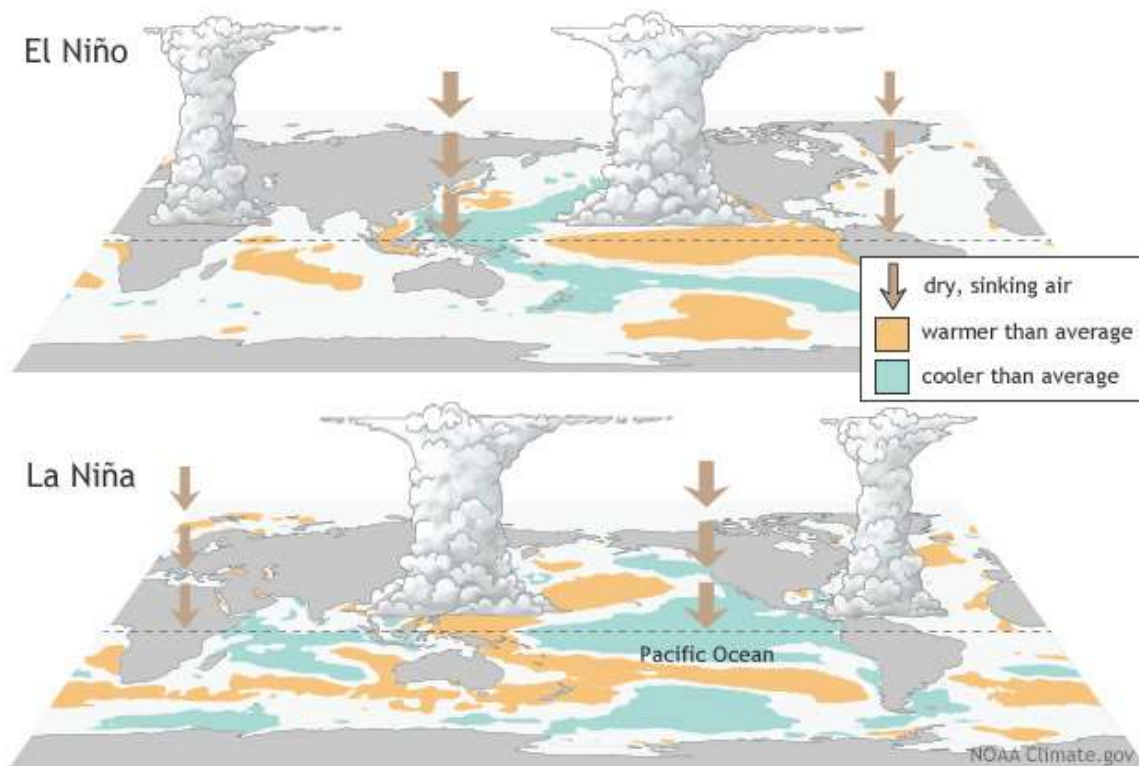 El Niño
dry, sinking air
warmer than average
cooler than average
La Niña
Pacific Ocean
NOAA Climate.gov